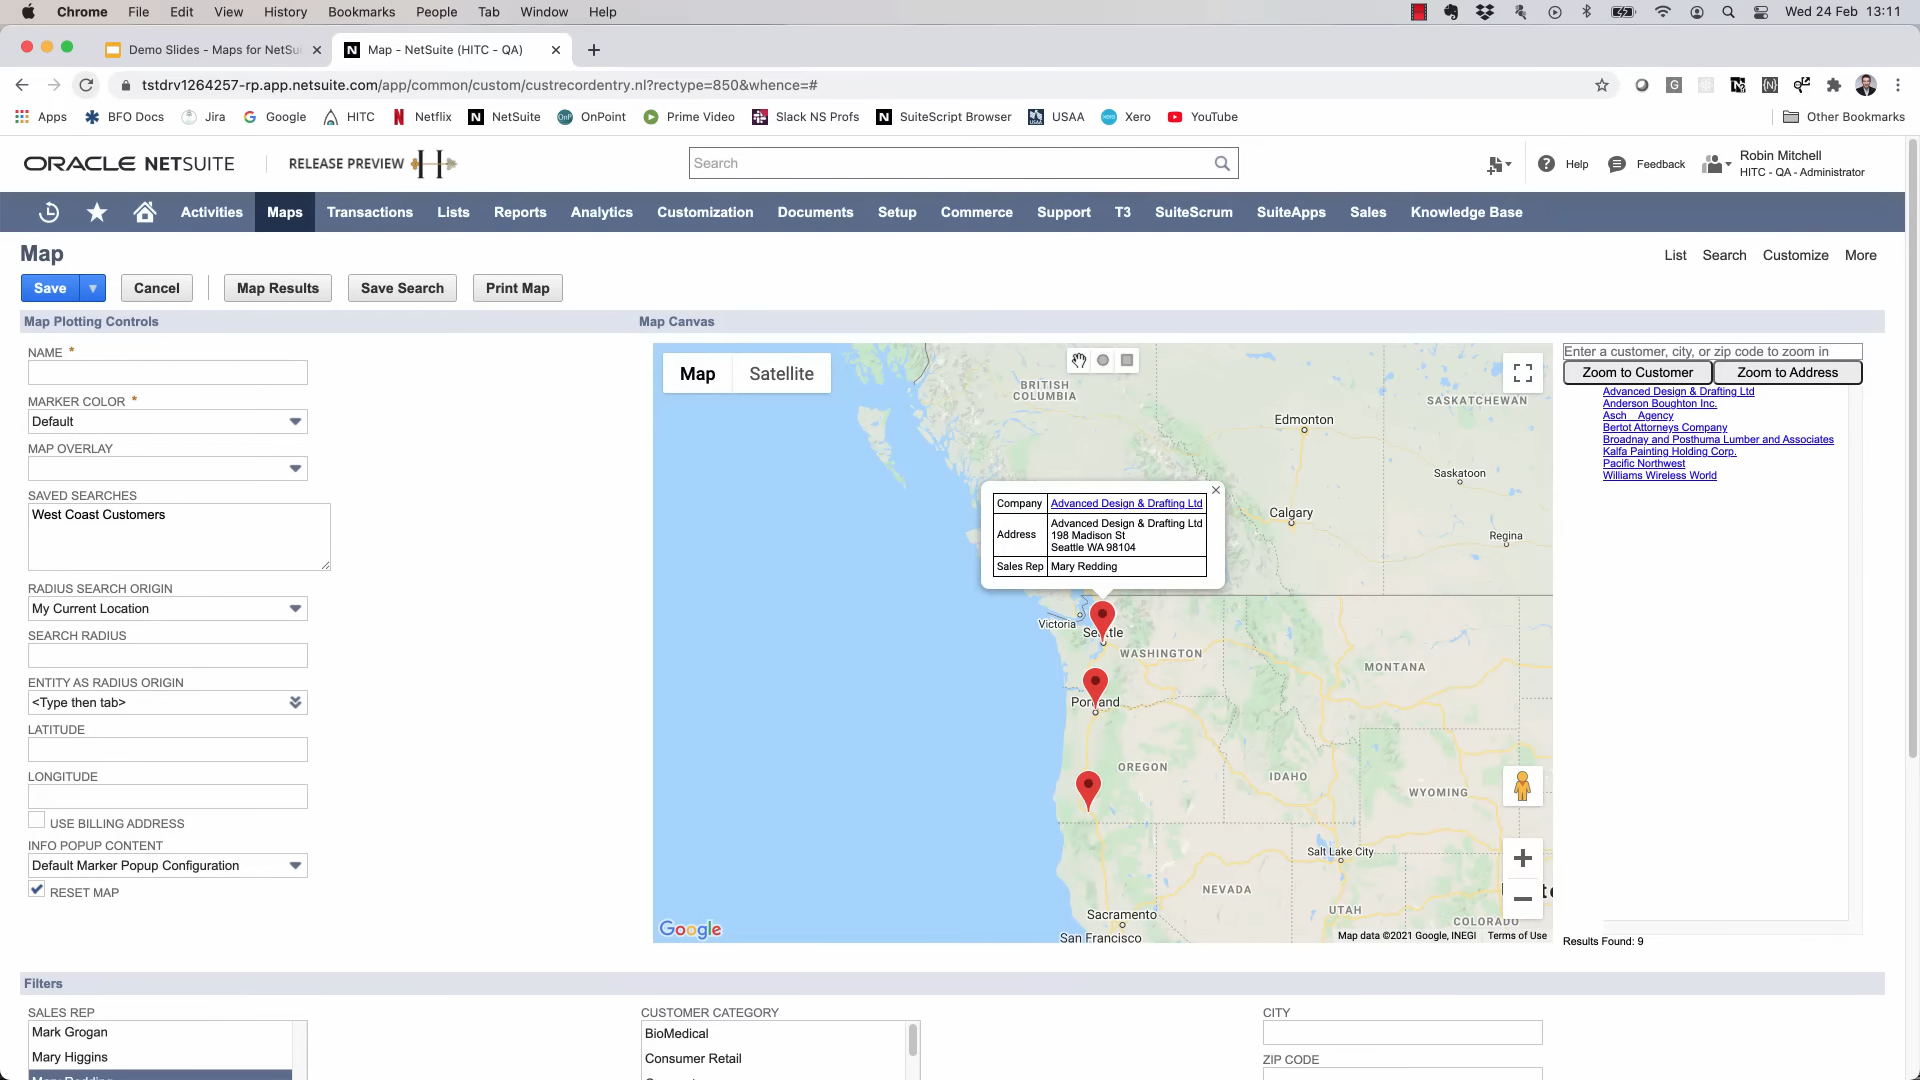 Chrome File Edit View History Bookmarks People Tab Window Help Wed 24 Feb 13:11
Demo Slides - Maps for NetSui Map - NetSuite (HITC - QA)
tstdrv1264257-rp.app.netsuite.com/app/common/custom/custrecordentry.nl?rectype=850&whence=#
Apps BFO Docs Jira Google HITC Netflix NetSuite OnPoint Prime Video Slack NS Profs SuiteScript Browser USAA Xero YouTube Other Bookmarks
ORACLE NETSUITE RELEASE PREVIEW H Search Help Feedback Robin Mitchell
HITC - QA - Administrator
Activities Maps Transactions Lists Reports Analytics Customization Documents Setup Commerce Support T3 SuiteScrum SuiteApps Sales Knowledge Base
Map List Search Customize More
Save Cancel Map Results Save Search Print Map
Map Plotting Controls Map Canvas
NAME *
MARKER COLOR *
Default
MAP OVERLAY
SAVED SEARCHES
West Coast Customers
RADIUS SEARCH ORIGIN
My Current Location
SEARCH RADIUS
ENTITY AS RADIUS ORIGIN
<Type then tab>
LATITUDE
LONGITUDE
USE BILLING ADDRESS
INFO POPUP CONTENT
Default Marker Popup Configuration
RESET MAP
Map Satellite
BRITISH
COLUMBIA
SASKATCHEWAN
Edmonton
Saskatoon
Calgary
Regina
Company Advanced Design & Drafting Ltd
Address Advanced Design & Drafting Ltd
198 Madison St
Seattle WA 98104
Sales Rep Mary Redding
Victoria
Seattle
WASHINGTON
MONTANA
Portland
OREGON
IDAHO
WYOMING
Salt Lake City
NEVADA
UTAH
COLORADO
Sacramento
San Francisco
Google
Map data ©2021 Google, INEGI Terms of Use
Enter a customer, city, or zip code to zoom in
Zoom to Customer Zoom to Address
Advanced Design & Drafting Ltd
Anderson Boughton Inc.
Asch _ Agency
Bertot Attorneys Company
Broadnay and Posthuma Lumber and Associates
Kalfa Painting Holding Corp.
Pacific Northwest
Williams Wireless World
Results Found: 9
Filters
SALES REP
Mark Grogan
Mary Higgins
Mary Redding
CUSTOMER CATEGORY
BioMedical
Consumer Retail
CITY
ZIP CODE